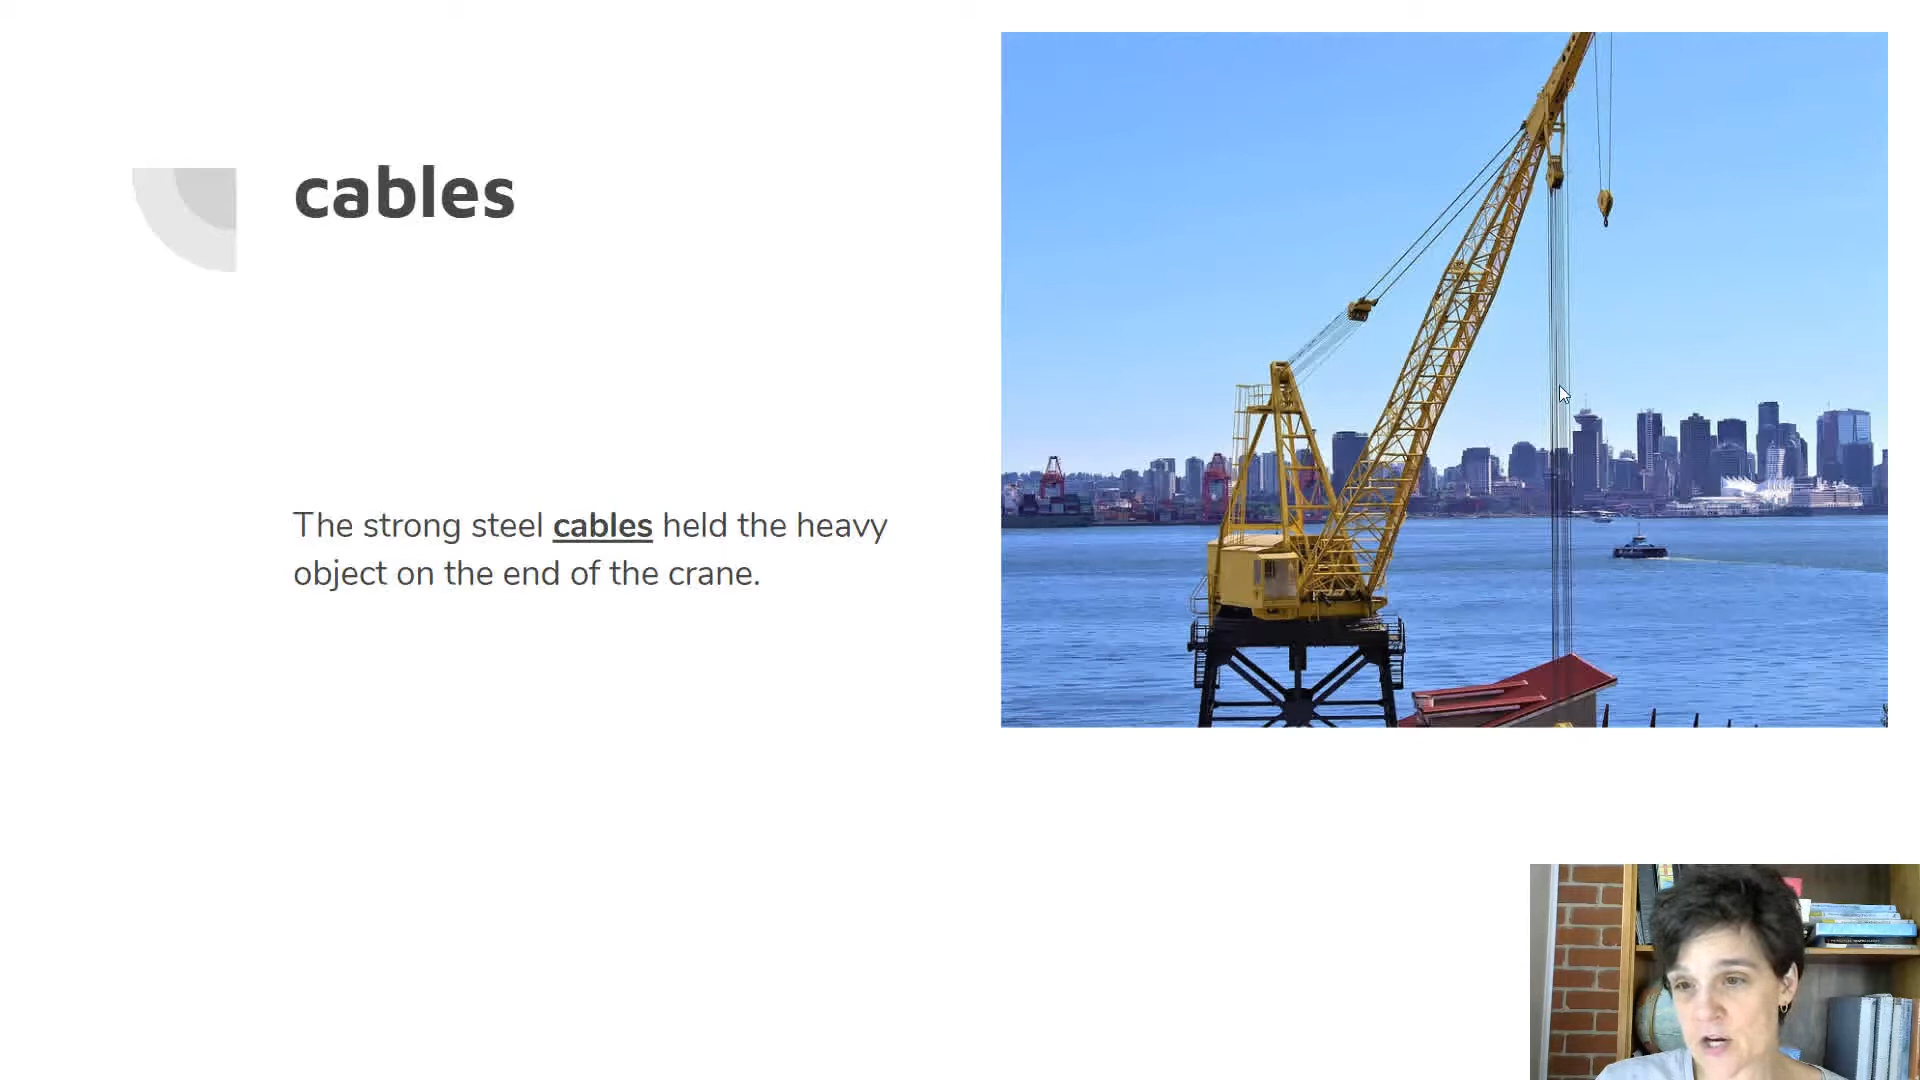 cables
The strong steel cables held the heavy
object on the end of the crane.